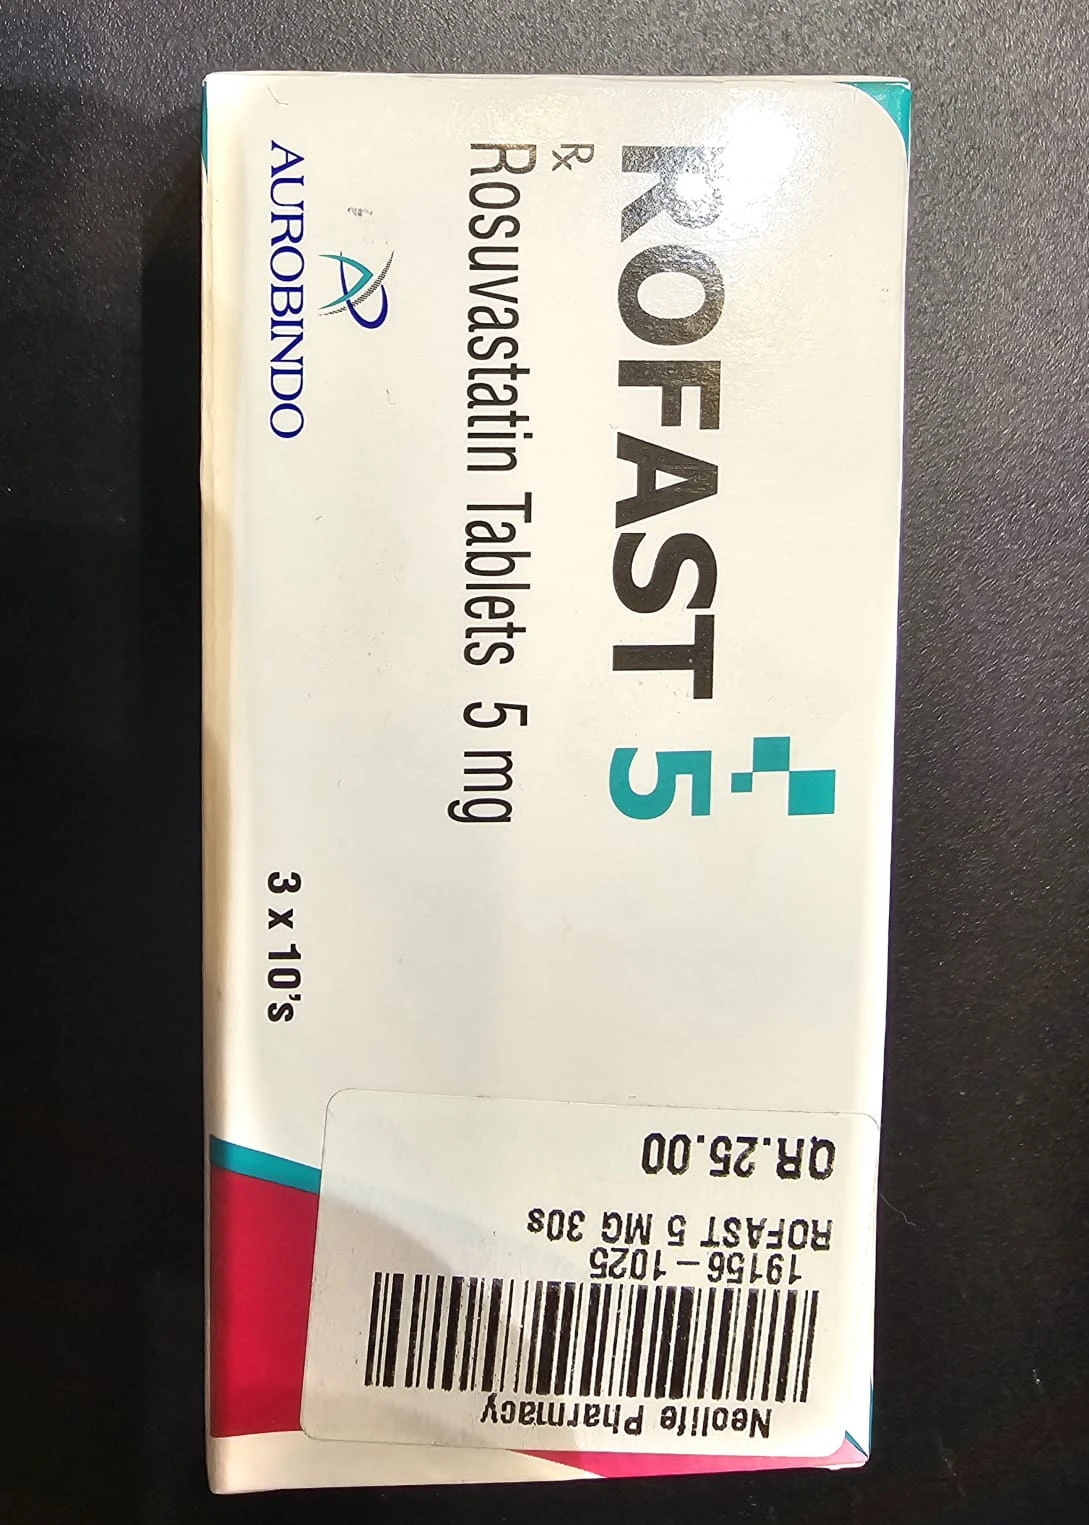 ROFAST 5
Rx
Rosuvastatin Tablets 5 mg
AUROBINDO
3 x 10's
Neolife Pharmacy
19156-1025
ROFAST 5 MG 30s
QR.25.00